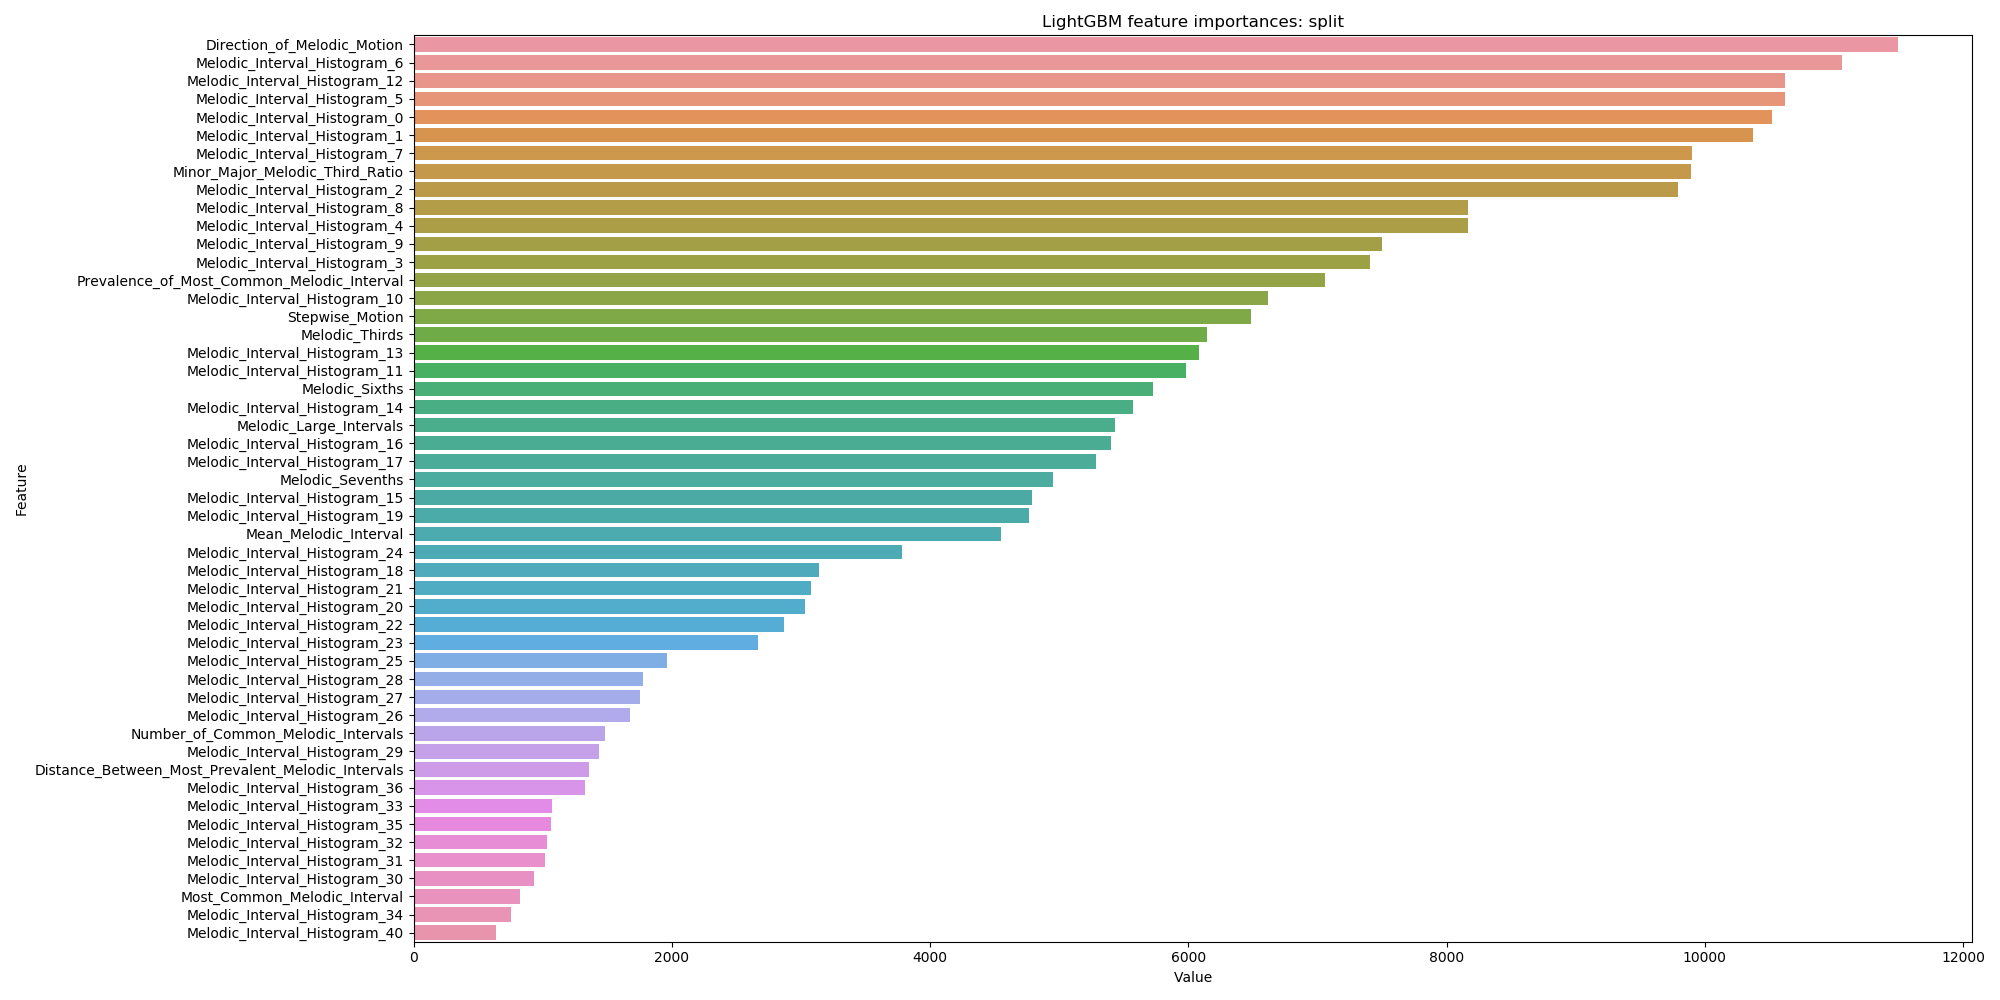 LightGBM feature importances: split
Direction_of_Melodic_Motion
Melodic_Interval_Histogram_6
Melodic_Interval_Histogram_12
Melodic_Interval_Histogram_5
Melodic_Interval_Histogram_0
Melodic_Interval_Histogram_1
Melodic_Interval_Histogram_7
Minor_Major_Melodic_Third_Ratio
Melodic_Interval_Histogram_2
Melodic_Interval_Histogram_8
Melodic_Interval_Histogram_4
Melodic_Interval_Histogram_9
Melodic_Interval_Histogram_3
Prevalence_of_Most_Common_Melodic_Interval
Melodic_Interval_Histogram_10
Stepwise_Motion
Melodic_Thirds
Melodic_Interval_Histogram_13
Melodic_Interval_Histogram_11
Melodic_Sixths
Melodic_Interval_Histogram_14
Melodic_Large_Intervals
Melodic_Interval_Histogram_16
Melodic_Interval_Histogram_17
Melodic_Sevenths
Melodic_Interval_Histogram_15
Melodic_Interval_Histogram_19
Mean_Melodic_Interval
Melodic_Interval_Histogram_24
Melodic_Interval_Histogram_18
Melodic_Interval_Histogram_21
Melodic_Interval_Histogram_20
Melodic_Interval_Histogram_22
Melodic_Interval_Histogram_23
Melodic_Interval_Histogram_25
Melodic_Interval_Histogram_28
Melodic_Interval_Histogram_27
Melodic_Interval_Histogram_26
Number_of_Common_Melodic_Intervals
Melodic_Interval_Histogram_29
Distance_Between_Most_Prevalent_Melodic_Intervals
Melodic_Interval_Histogram_36
Melodic_Interval_Histogram_33
Melodic_Interval_Histogram_35
Melodic_Interval_Histogram_32
Melodic_Interval_Histogram_31
Melodic_Interval_Histogram_30
Most_Common_Melodic_Interval
Melodic_Interval_Histogram_34
Melodic_Interval_Histogram_40
Feature
0 2000 4000 6000 8000 10000 12000
Value